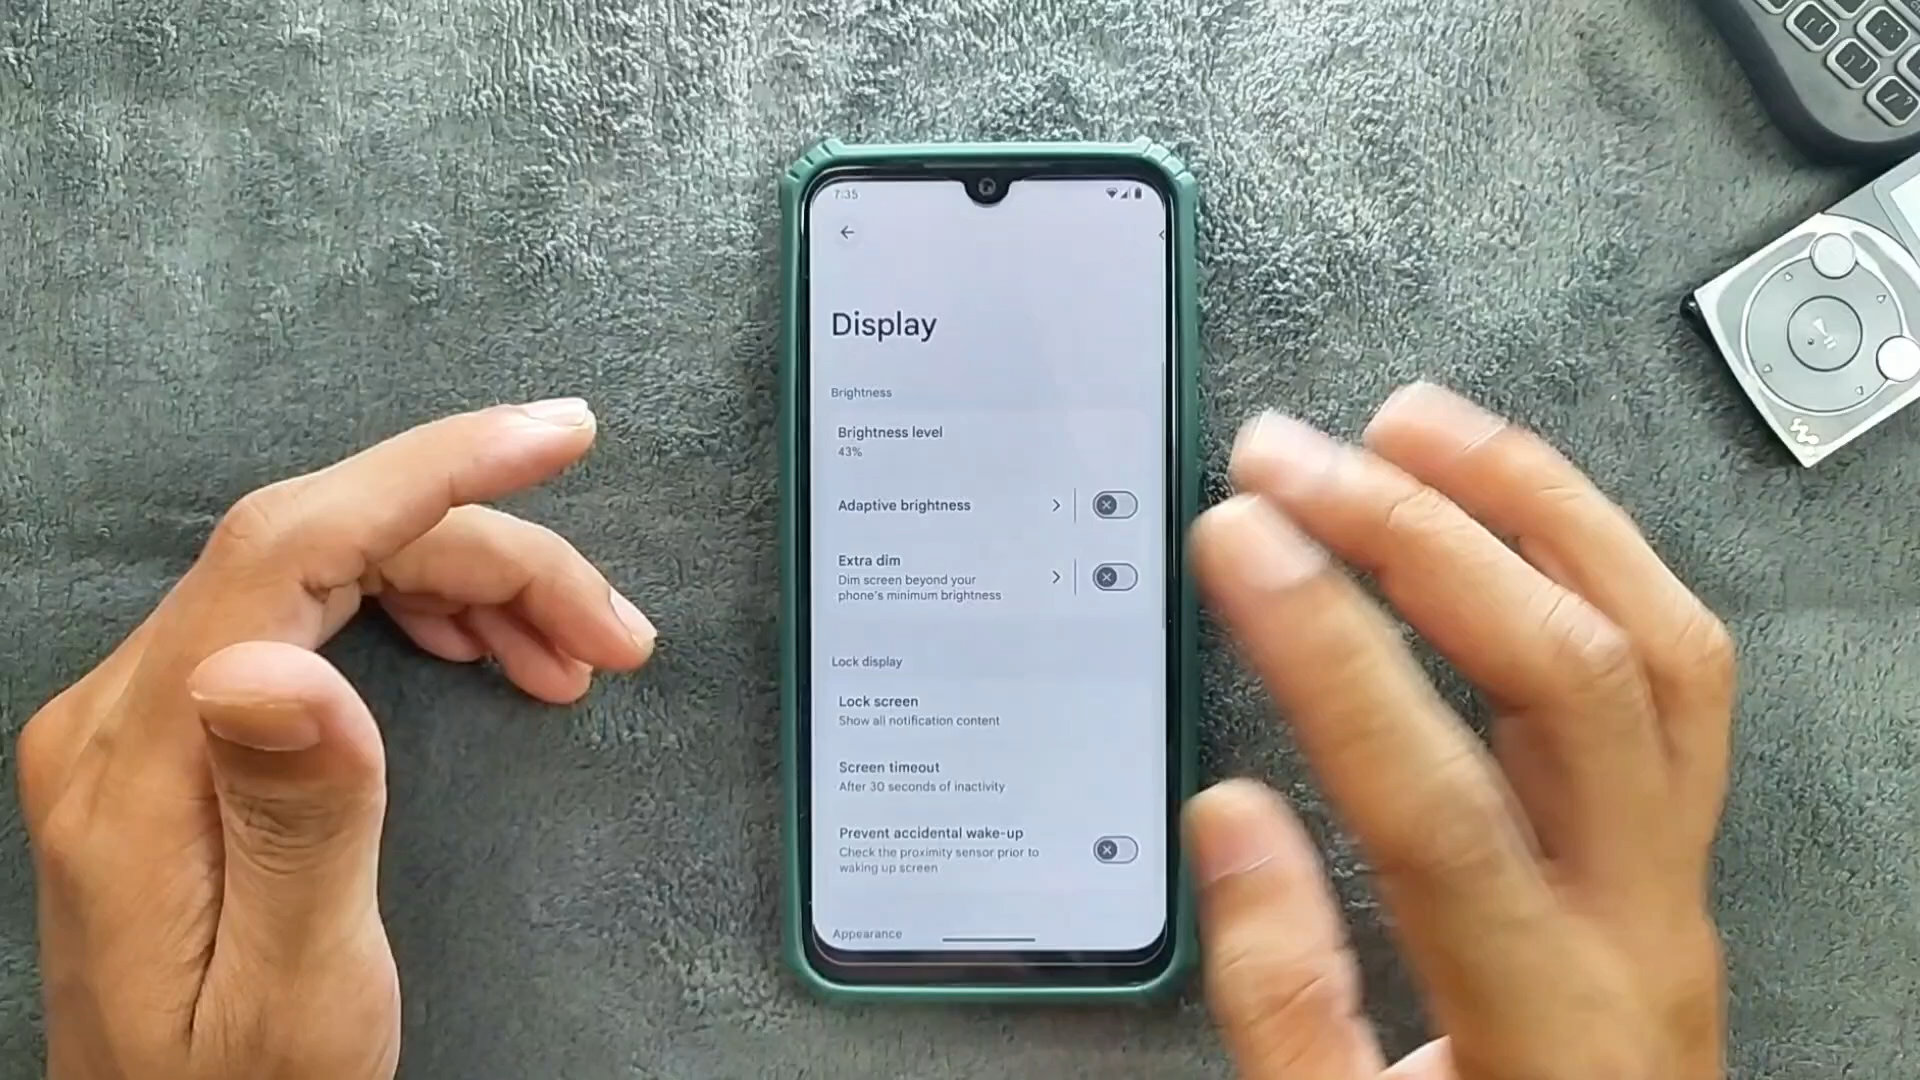 7:35
Display
Brightness
Brightness level
43%
Adaptive brightness
Extra dim
Dim screen beyond your
phone's minimum brightness
Lock display
Lock screen
Show all notification content
Screen timeout
After 30 seconds of inactivity
Prevent accidental wake-up
Check the proximity sensor prior to
waking up screen
Appearance